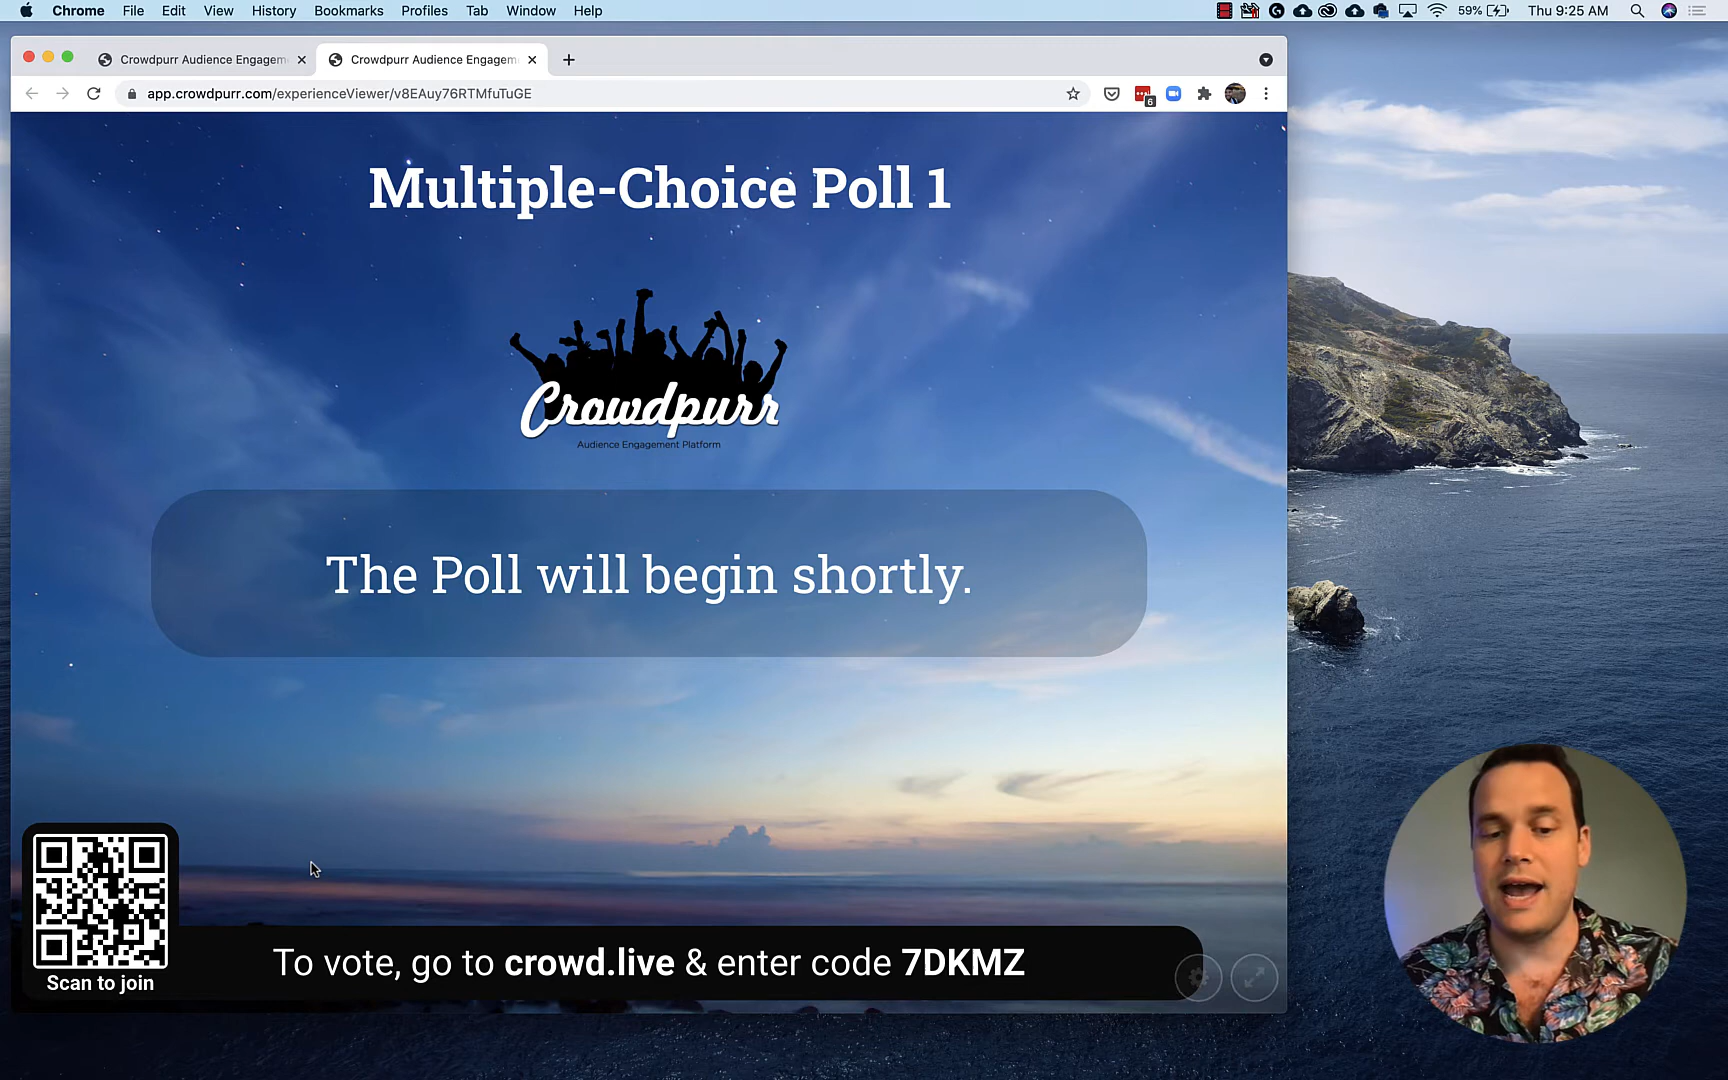 Chrome File Edit View History Bookmarks Profiles Tab Window Help
59% Thu 9:25 AM
Crowdpurr Audience Engagem
Crowdpurr Audience Engagem
app.crowdpurr.com/experienceViewer/v8EAuy76RTMfuTuGE
6
Multiple-Choice Poll 1
Crowdpurr
Audience Engagement Platform
The Poll will begin shortly.
Scan to join
To vote, go to crowd.live & enter code 7DKMZ